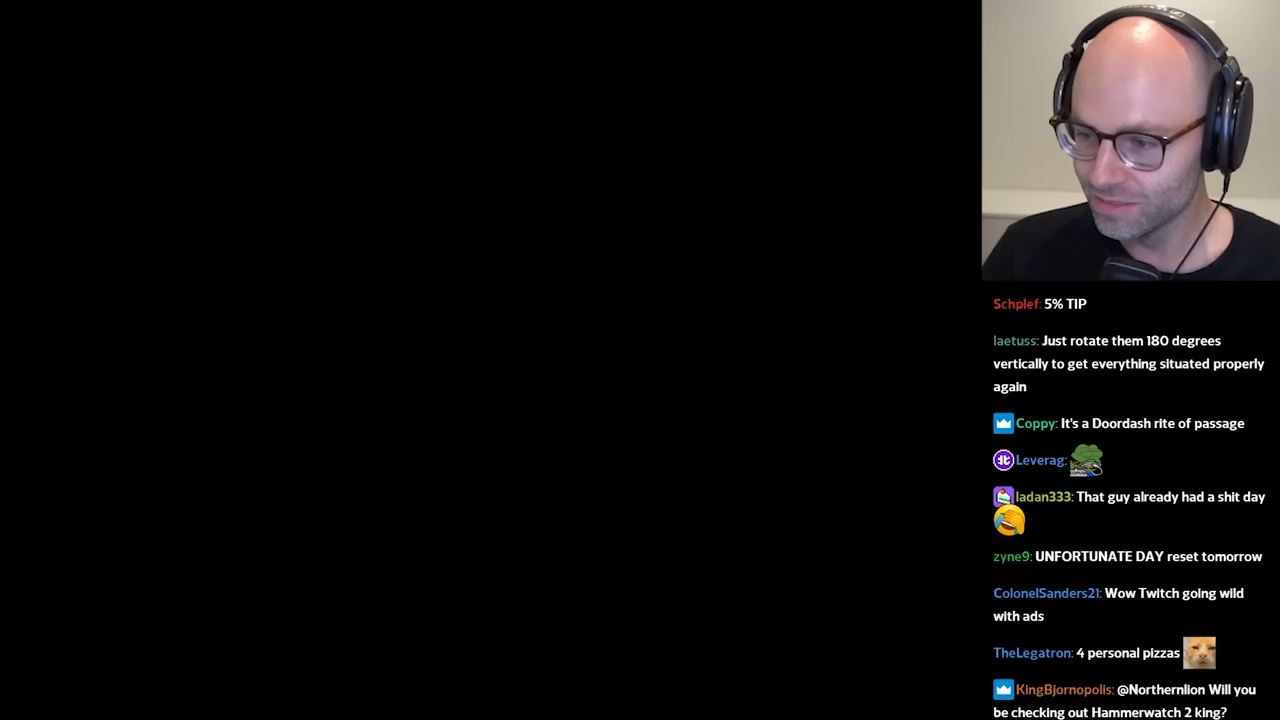 Schplef: 5% TIP
laetuss: Just rotate them 180 degrees
vertically to get everything situated properly
again
Coppy: It's a Doordash rite of passage
Leverag:
ladan333: That guy already had a shit day
zyne9: UNFORTUNATE DAY reset tomorrow
ColonelSanders21: Wow Twitch going wild
with ads
TheLegatron: 4 personal pizzas
KingBjornopolis: @Northernlion Will you
be checking out Hammerwatch 2 king?